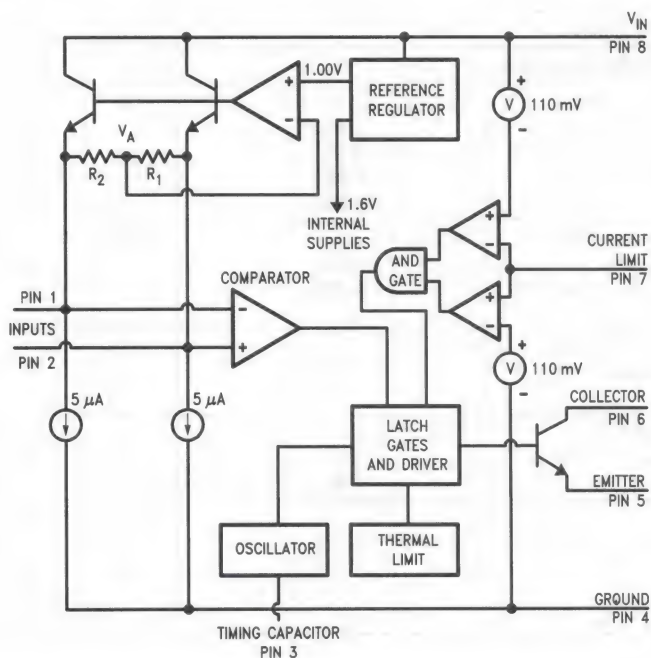 V_IN
PIN 8
1.00V
REFERENCE
REGULATOR
+
-
V_A
R2
R1
1.6V
INTERNAL
SUPPLIES
+
V
110 mV
-
+
-
AND
GATE
CURRENT
LIMIT
PIN 7
+
-
COMPARATOR
PIN 1
INPUTS
PIN 2
-
+
+
V
110 mV
-
5 µA
5 µA
COLLECTOR
PIN 6
LATCH
GATES
AND DRIVER
EMITTER
PIN 5
OSCILLATOR
THERMAL
LIMIT
GROUND
PIN 4
TIMING CAPACITOR
PIN 3